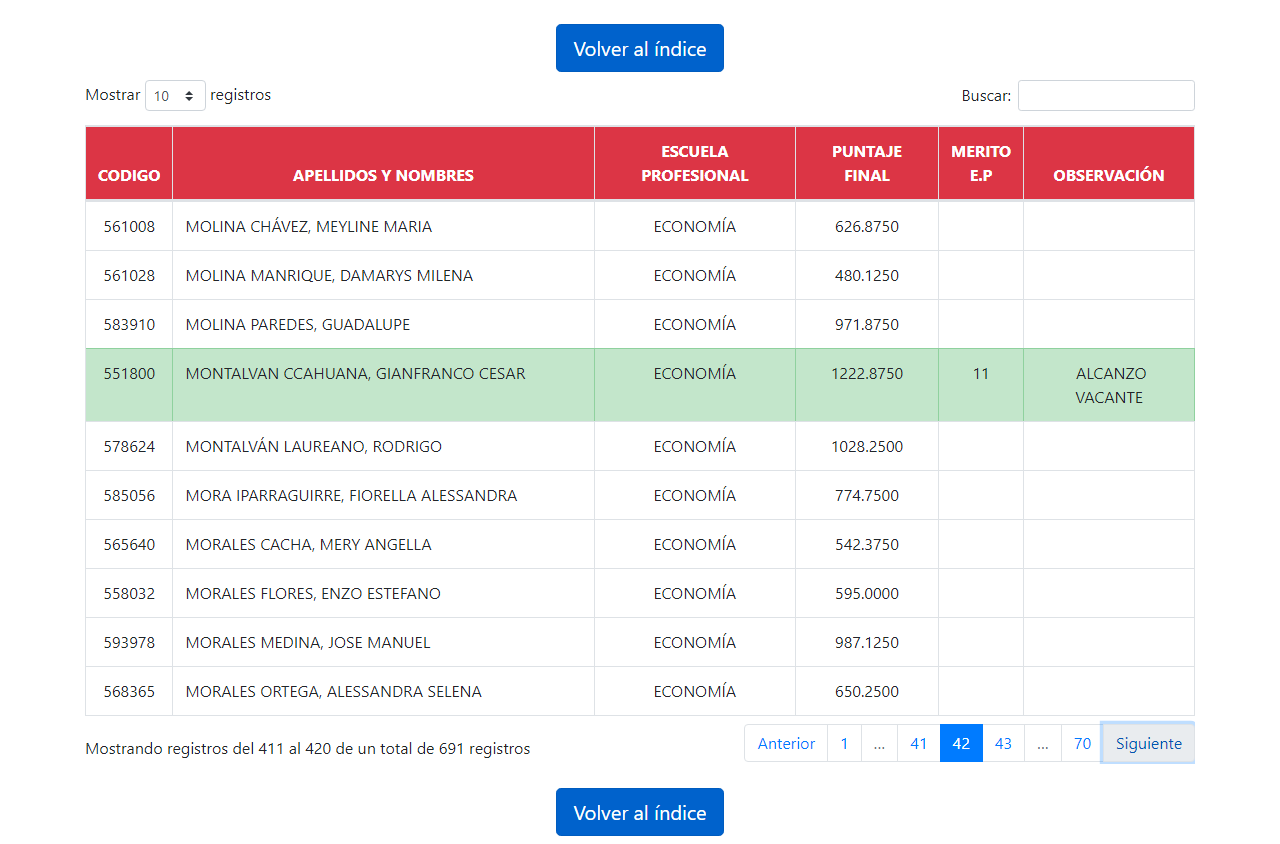 Volver al índice
Mostrar 10 registros Buscar:
CODIGO APELLIDOS Y NOMBRES ESCUELA PROFESIONAL PUNTAJE FINAL MERITO E.P OBSERVACIÓN
561008 MOLINA CHÁVEZ, MEYLINE MARIA ECONOMÍA 626.8750
561028 MOLINA MANRIQUE, DAMARYS MILENA ECONOMÍA 480.1250
583910 MOLINA PAREDES, GUADALUPE ECONOMÍA 971.8750
551800 MONTALVAN CCAHUANA, GIANFRANCO CESAR ECONOMÍA 1222.8750 11 ALCANZO VACANTE
578624 MONTALVÁN LAUREANO, RODRIGO ECONOMÍA 1028.2500
585056 MORA IPARRAGUIRRE, FIORELLA ALESSANDRA ECONOMÍA 774.7500
565640 MORALES CACHA, MERY ANGELLA ECONOMÍA 542.3750
558032 MORALES FLORES, ENZO ESTEFANO ECONOMÍA 595.0000
593978 MORALES MEDINA, JOSE MANUEL ECONOMÍA 987.1250
568365 MORALES ORTEGA, ALESSANDRA SELENA ECONOMÍA 650.2500
Mostrando registros del 411 al 420 de un total de 691 registros Anterior 1 ... 41 42 43 ... 70 Siguiente
Volver al índice